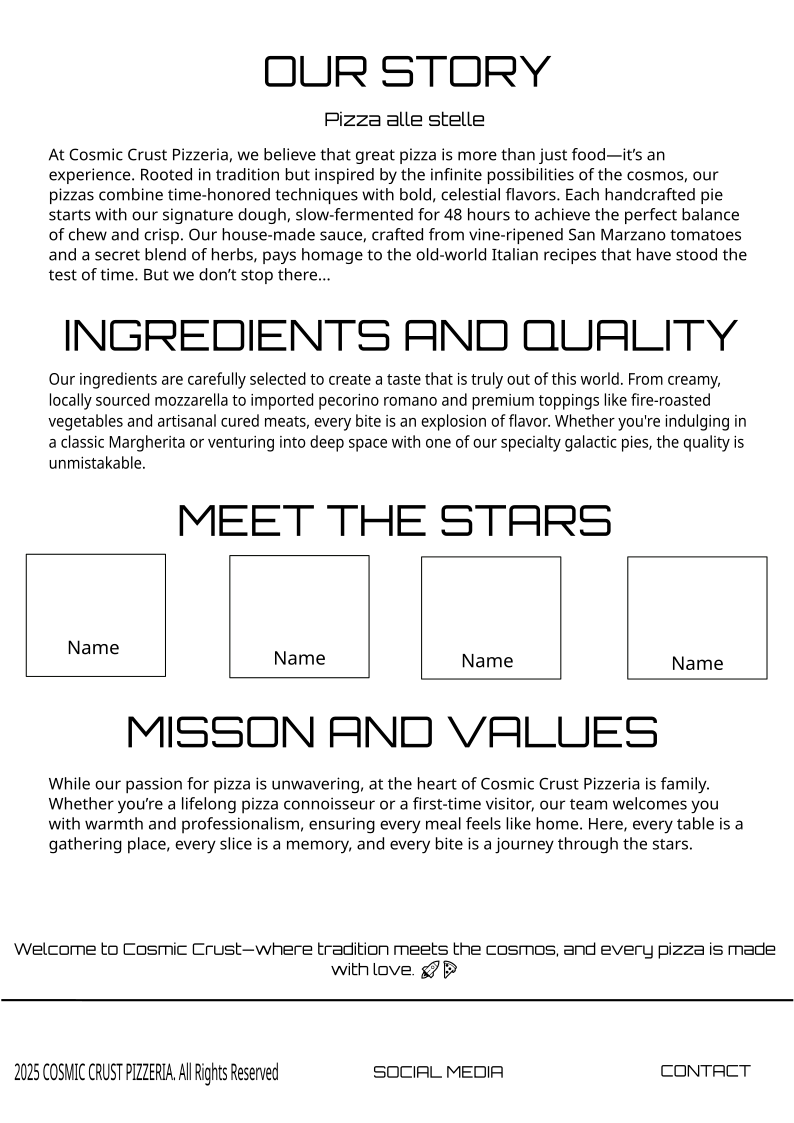 OUR STORY
Pizza alle stelle
At Cosmic Crust Pizzeria, we believe that great pizza is more than just food—it’s an
experience. Rooted in tradition but inspired by the infinite possibilities of the cosmos, our
pizzas combine time-honored techniques with bold, celestial flavors. Each handcrafted pie
starts with our signature dough, slow-fermented for 48 hours to achieve the perfect balance
of chew and crisp. Our house-made sauce, crafted from vine-ripened San Marzano tomatoes
and a secret blend of herbs, pays homage to the old-world Italian recipes that have stood the
test of time. But we don’t stop there...
INGREDIENTS AND QUALITY
Our ingredients are carefully selected to create a taste that is truly out of this world. From creamy,
locally sourced mozzarella to imported pecorino romano and premium toppings like fire-roasted
vegetables and artisanal cured meats, every bite is an explosion of flavor. Whether you're indulging in
a classic Margherita or venturing into deep space with one of our specialty galactic pies, the quality is
unmistakable.
MEET THE STARS
Name
Name
Name
Name
MISSON AND VALUES
While our passion for pizza is unwavering, at the heart of Cosmic Crust Pizzeria is family.
Whether you’re a lifelong pizza connoisseur or a first-time visitor, our team welcomes you
with warmth and professionalism, ensuring every meal feels like home. Here, every table is a
gathering place, every slice is a memory, and every bite is a journey through the stars.
Welcome to Cosmic Crust—where tradition meets the cosmos, and every pizza is made
with love. 🚀🍕
2025 COSMIC CRUST PIZZERIA. All Rights Reserved
SOCIAL MEDIA
CONTACT